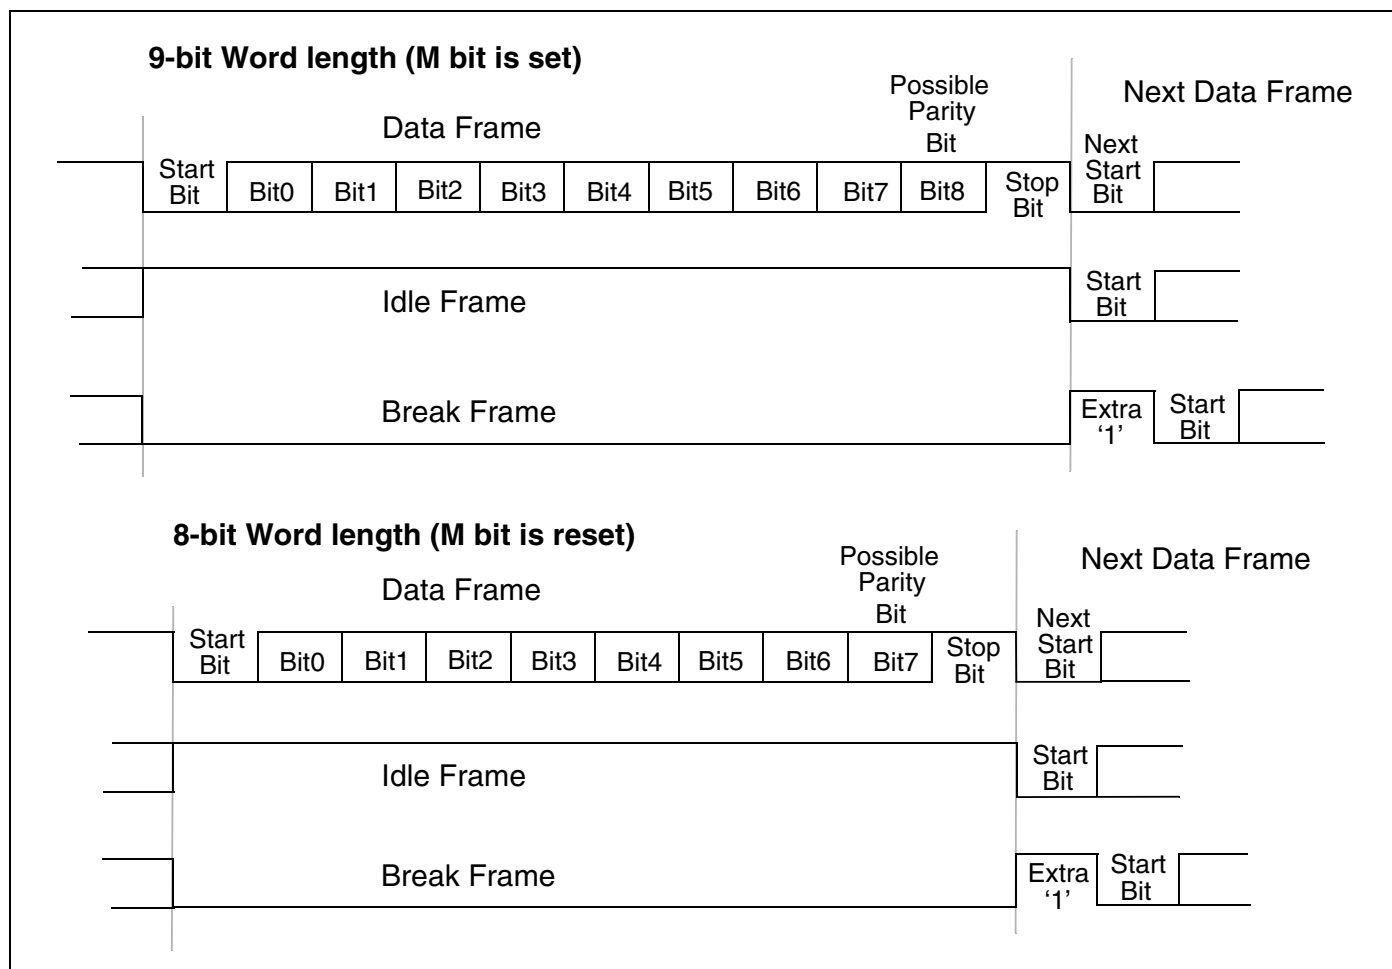 9-bit Word length (M bit is set)
Possible
Parity
Bit
Next Data Frame
Data Frame
Start
Bit
Bit0
Bit1
Bit2
Bit3
Bit4
Bit5
Bit6
Bit7
Bit8
Stop
Bit
Next
Start
Bit
Idle Frame
Start
Bit
Break Frame
Extra
‘1’
Start
Bit
8-bit Word length (M bit is reset)
Possible
Parity
Bit
Next Data Frame
Data Frame
Start
Bit
Bit0
Bit1
Bit2
Bit3
Bit4
Bit5
Bit6
Bit7
Stop
Bit
Next
Start
Bit
Idle Frame
Start
Bit
Break Frame
Extra
‘1’
Start
Bit